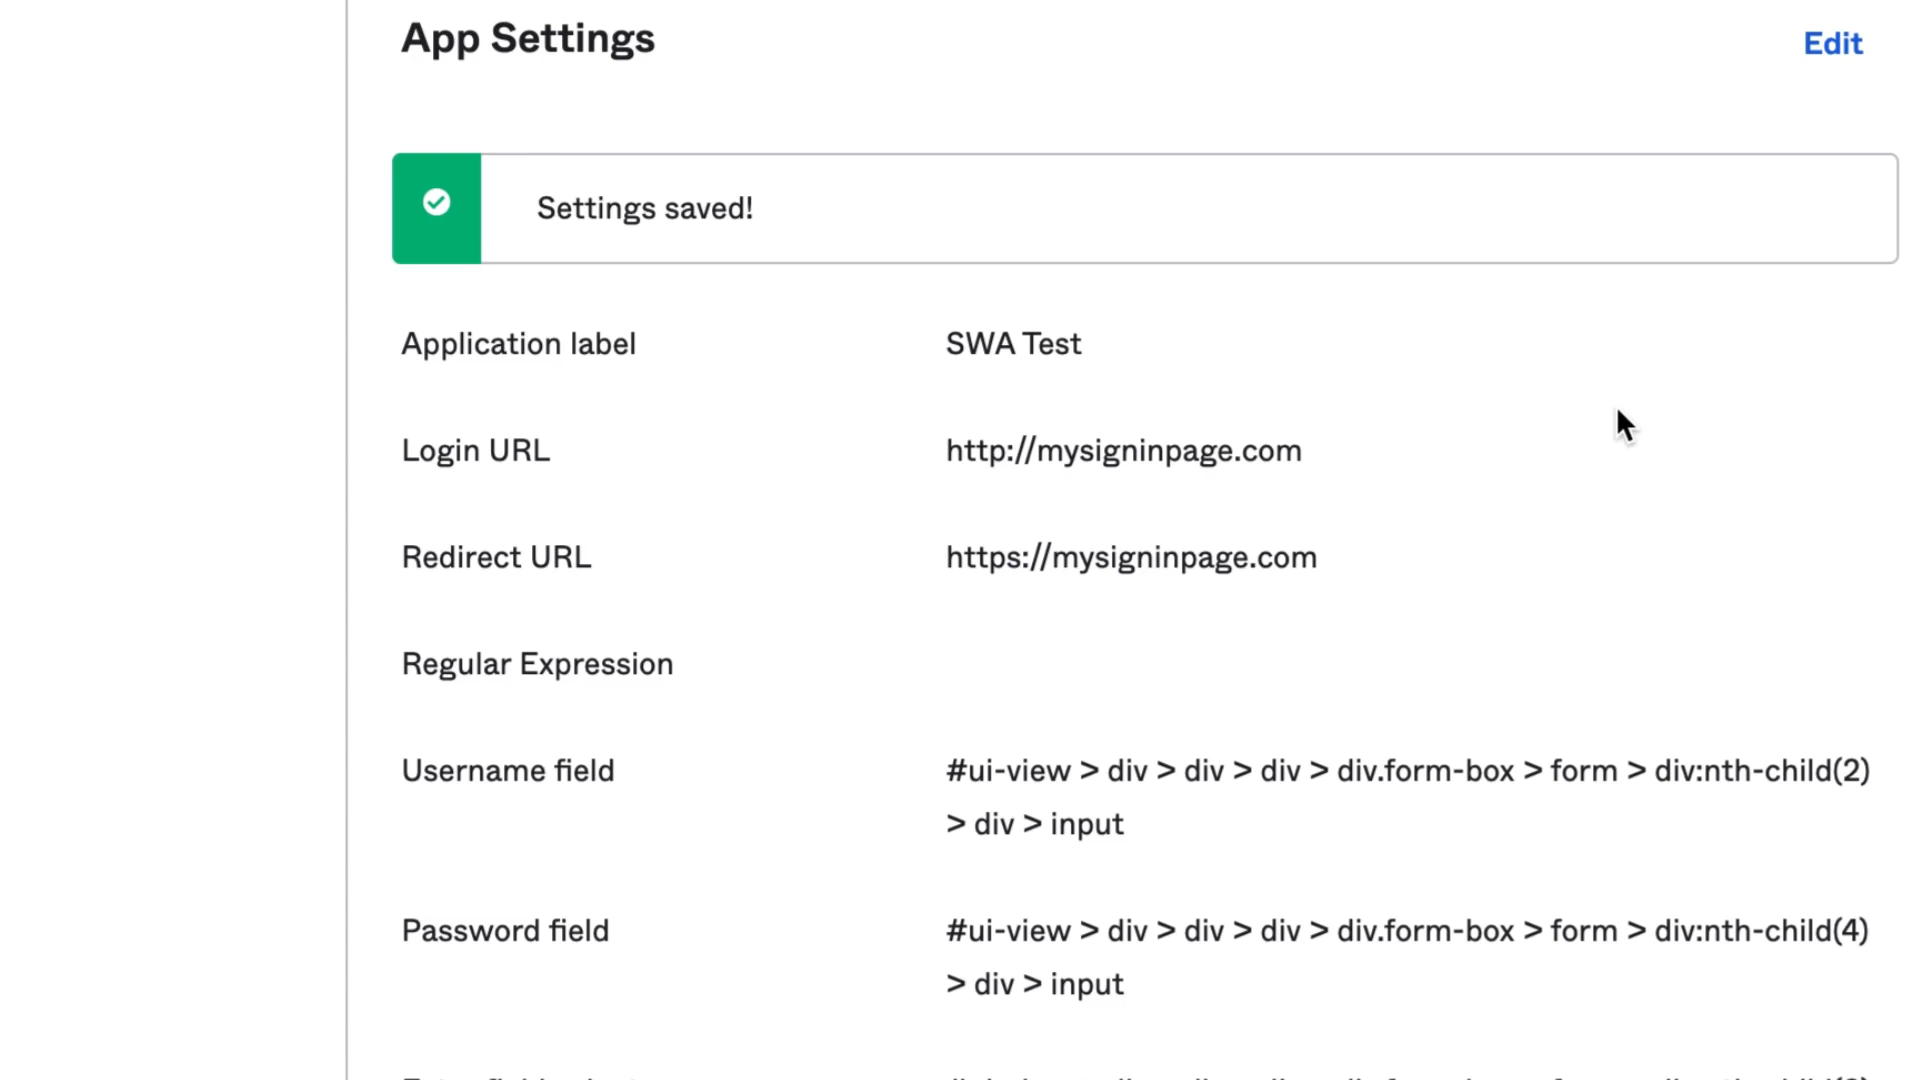 App Settings
Edit
Settings saved!
Application label
SWA Test
Login URL
http://mysigninpage.com
Redirect URL
https://mysigninpage.com
Regular Expression
Username field
#ui-view > div > div > div > div.form-box > form > div:nth-child(2)
> div > input
Password field
#ui-view > div > div > div > div.form-box > form > div:nth-child(4)
> div > input